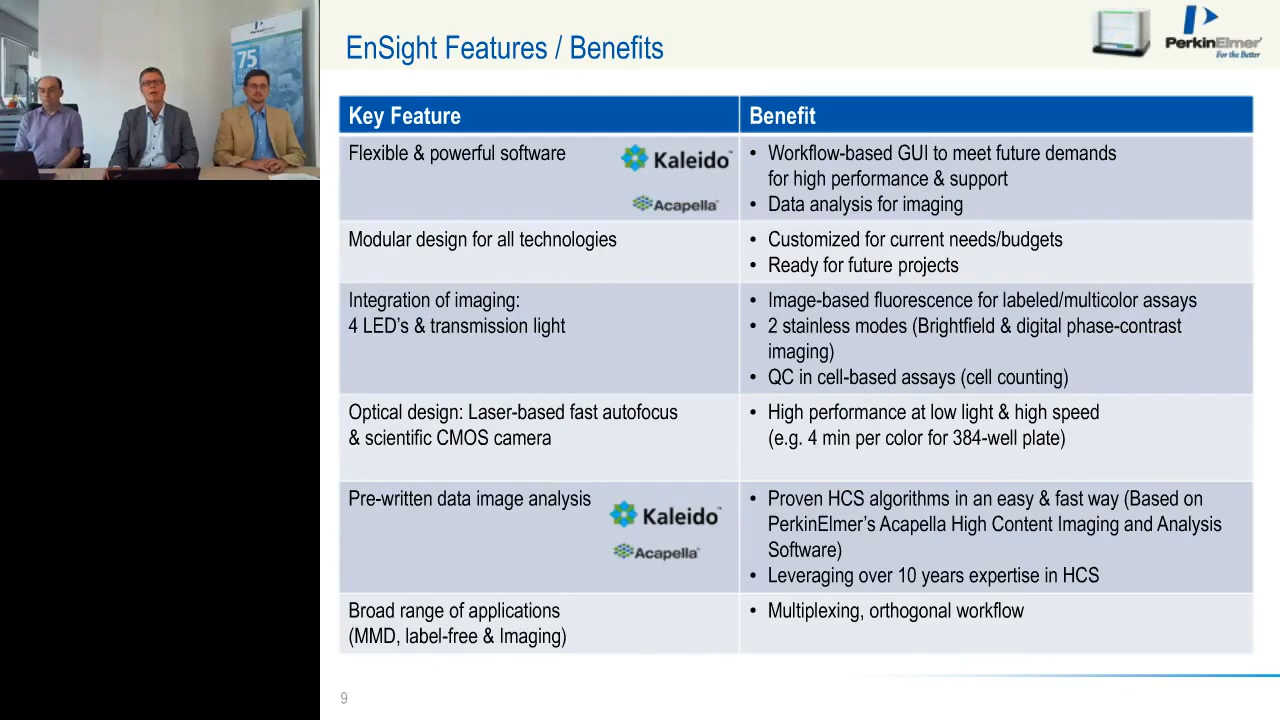 75
EnSight Features / Benefits
PerkinElmer
For the Better
Key Feature
Benefit
Flexible & powerful software
Kaleido™
Acapella™
• Workflow-based GUI to meet future demands
for high performance & support
• Data analysis for imaging
Modular design for all technologies
• Customized for current needs/budgets
• Ready for future projects
Integration of imaging:
4 LED's & transmission light
• Image-based fluorescence for labeled/multicolor assays
• 2 stainless modes (Brightfield & digital phase-contrast
imaging)
• QC in cell-based assays (cell counting)
Optical design: Laser-based fast autofocus
& scientific CMOS camera
• High performance at low light & high speed
(e.g. 4 min per color for 384-well plate)
Pre-written data image analysis
Kaleido™
Acapella™
• Proven HCS algorithms in an easy & fast way (Based on
PerkinElmer's Acapella High Content Imaging and Analysis
Software)
• Leveraging over 10 years expertise in HCS
Broad range of applications
(MMD, label-free & Imaging)
• Multiplexing, orthogonal workflow
9